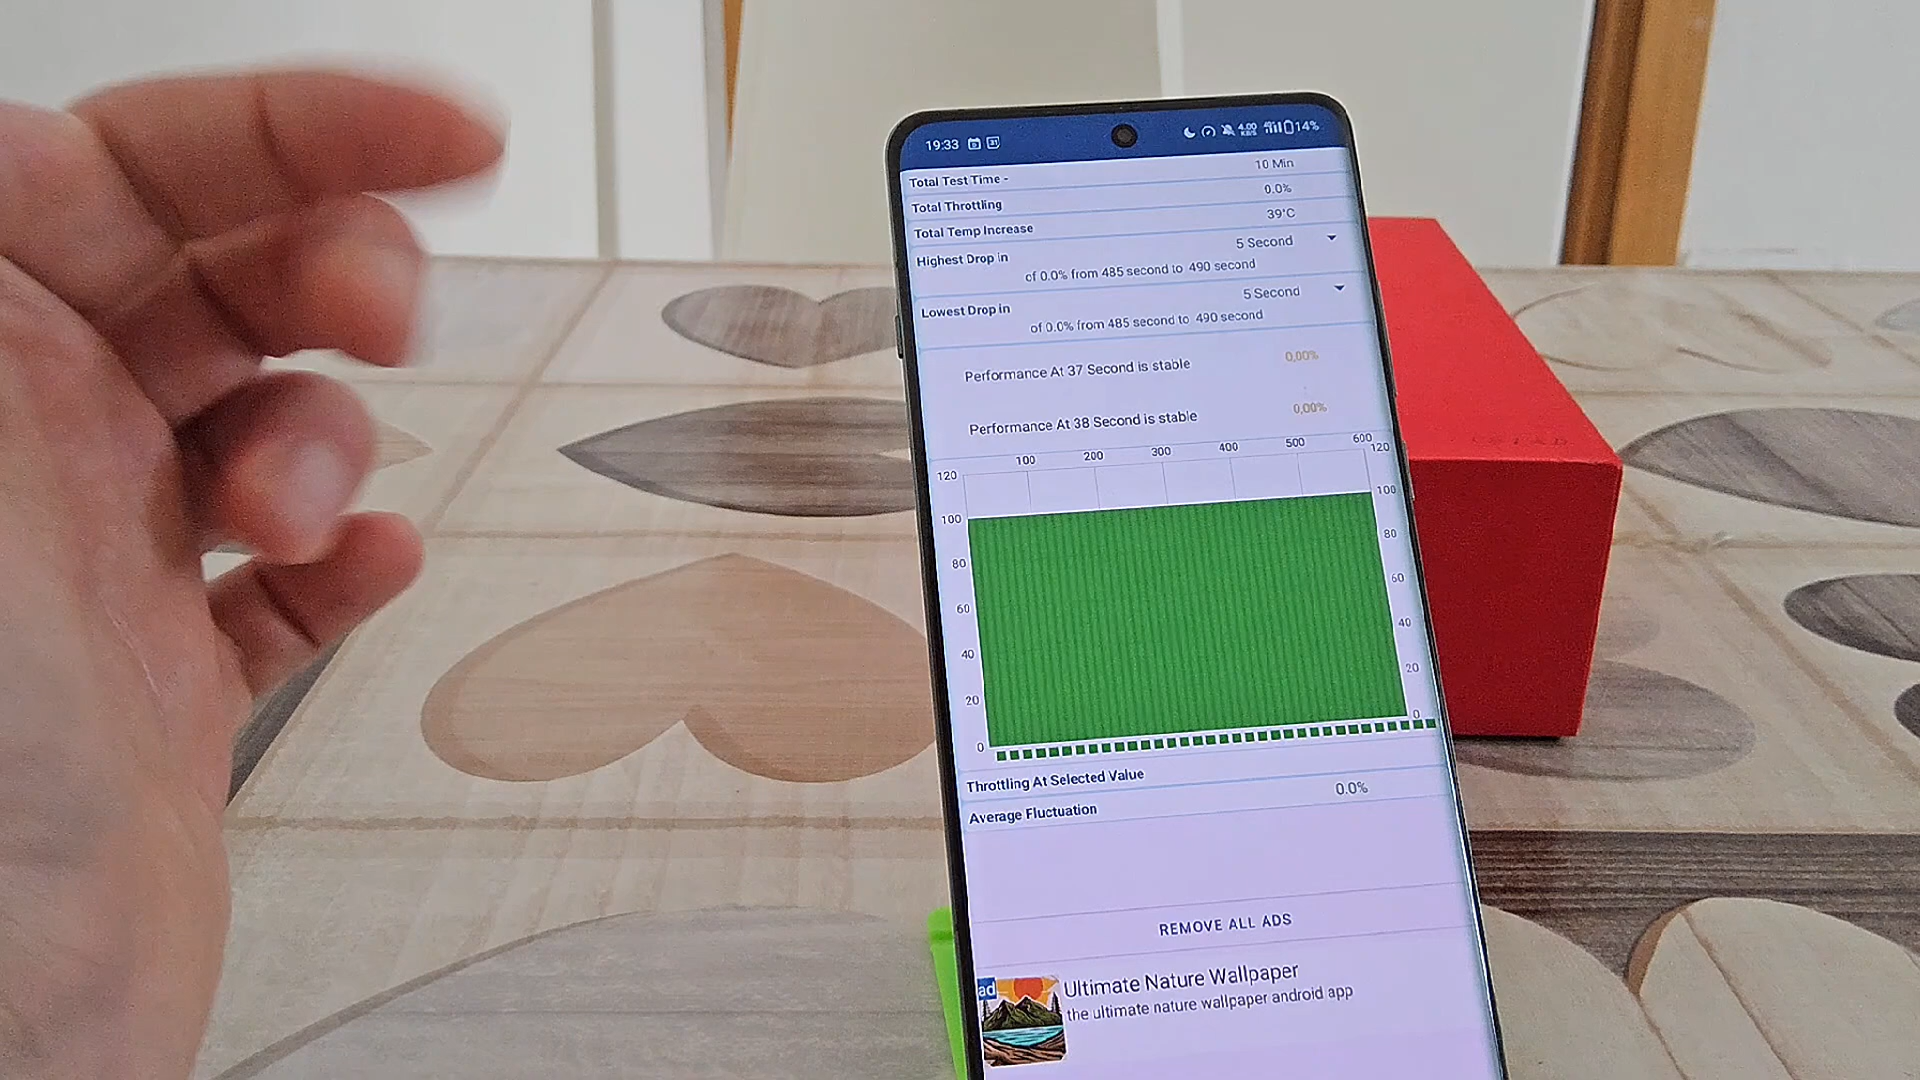 19:33 31 4.00 KB/S 4G 14%
Total Test Time - 10 Min
Total Throttling 0.0%
Total Temp Increase 39°C
Highest Drop in 5 Second
of 0.0% from 485 second to 490 second
Lowest Drop in 5 Second
of 0.0% from 485 second to 490 second
Performance At 37 Second is stable 0,00%
Performance At 38 Second is stable 0,00%
100 200 300 400 500 600
120 120
100 100
80 80
60 60
40 40
20 20
0 0
Throttling At Selected Value
Average Fluctuation 0.0%
REMOVE ALL ADS
ad Ultimate Nature Wallpaper
the ultimate nature wallpaper android app